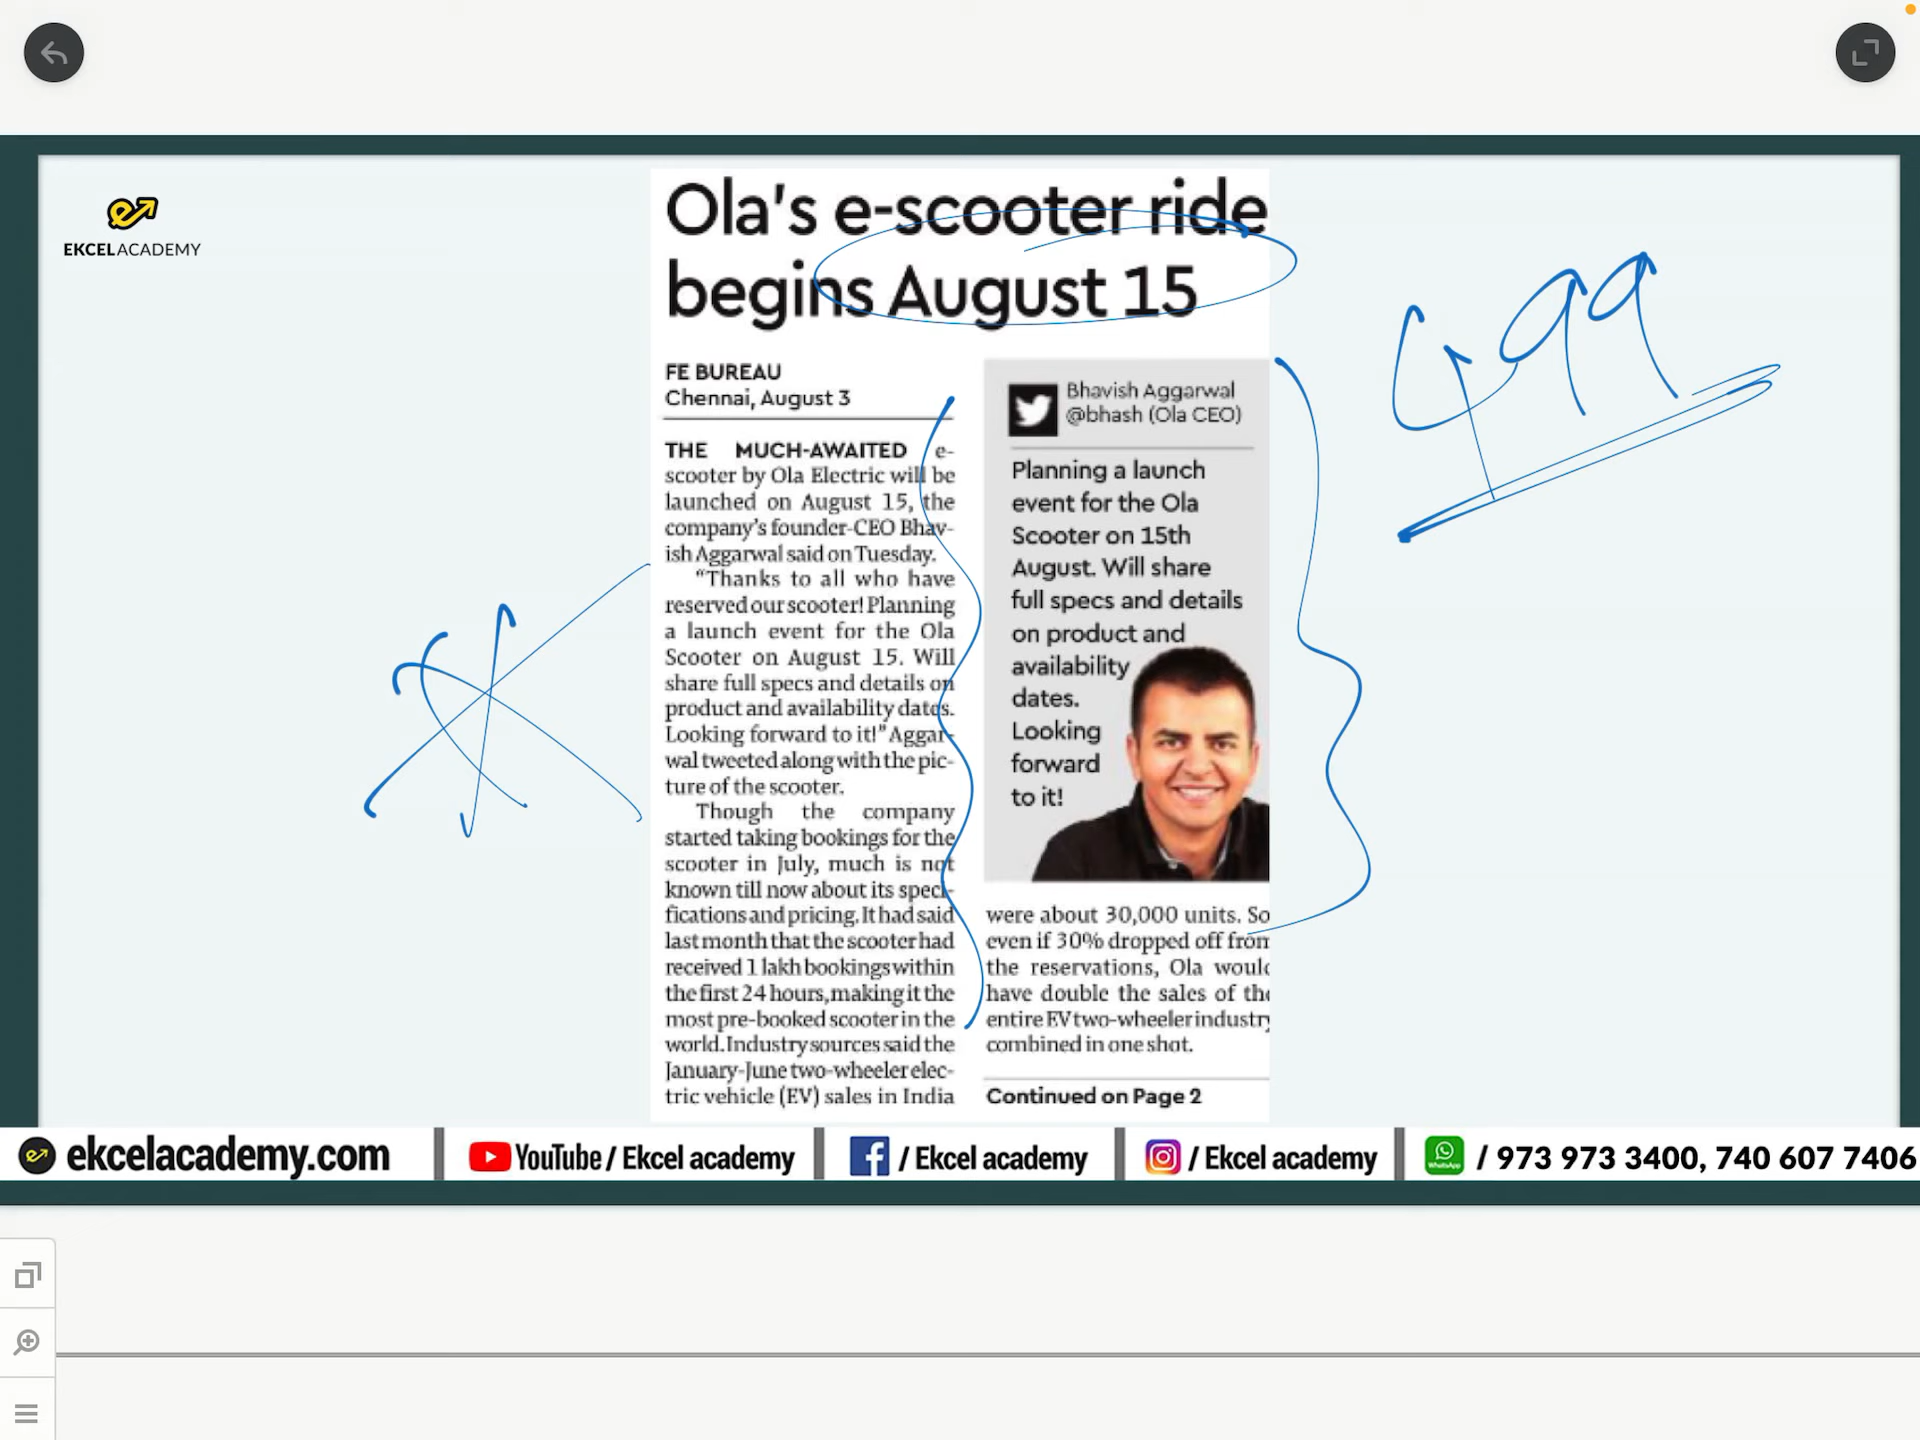 EKCELACADEMY
Ola's e-scooter ride
begins August 15
FE BUREAU
Chennai, August 3
THE MUCH-AWAITED e-
scooter by Ola Electric will be
launched on August 15, the
company's founder-CEO Bhav-
ish Aggarwal said on Tuesday.
"Thanks to all who have
reserved our scooter! Planning
a launch event for the Ola
Scooter on August 15. Will
share full specs and details on
product and availability dates.
Looking forward to it!" Aggar-
wal tweeted along with the pic-
ture of the scooter.
Though the company
started taking bookings for the
scooter in July, much is not
known till now about its speci-
fications and pricing. It had said
last month that the scooter had
received 1 lakh bookings within
the first 24 hours, making it the
most pre-booked scooter in the
world. Industry sources said the
January-June two-wheeler elec-
tric vehicle (EV) sales in India
Bhavish Aggarwal
@bhash (Ola CEO)
Planning a launch
event for the Ola
Scooter on 15th
August. Will share
full specs and details
on product and
availability
dates.
Looking
forward
to it!
were about 30,000 units. So
even if 30% dropped off from
the reservations, Ola would
have double the sales of the
entire EV two-wheeler industry
combined in one shot.
Continued on Page 2
499
ekcelacademy.com
YouTube / Ekcel academy
/ Ekcel academy
/ Ekcel academy
WhatsApp
/ 973 973 3400, 740 607 7406